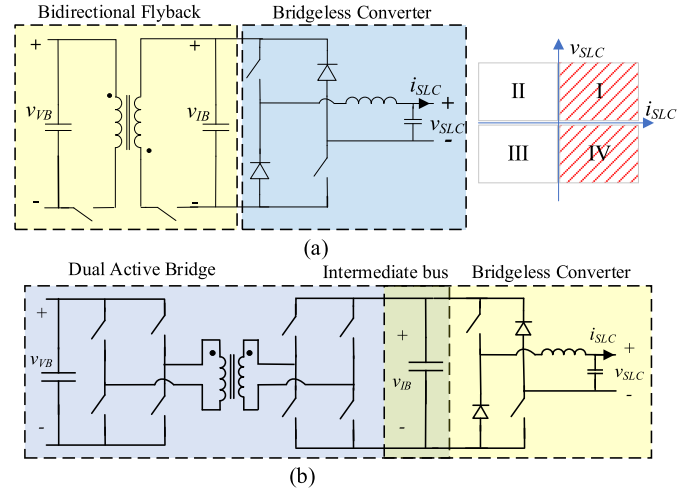 Bidirectional Flyback
Bridgeless Converter
+
+
v_VB
v_IB
i_SLC
+
v_SLC
-
-
-
v_SLC
II
I
i_SLC
III
IV
(a)
Dual Active Bridge
Intermediate bus
Bridgeless Converter
+
+
i_SLC
+
v_VB
v_IB
v_SLC
-
-
-
(b)